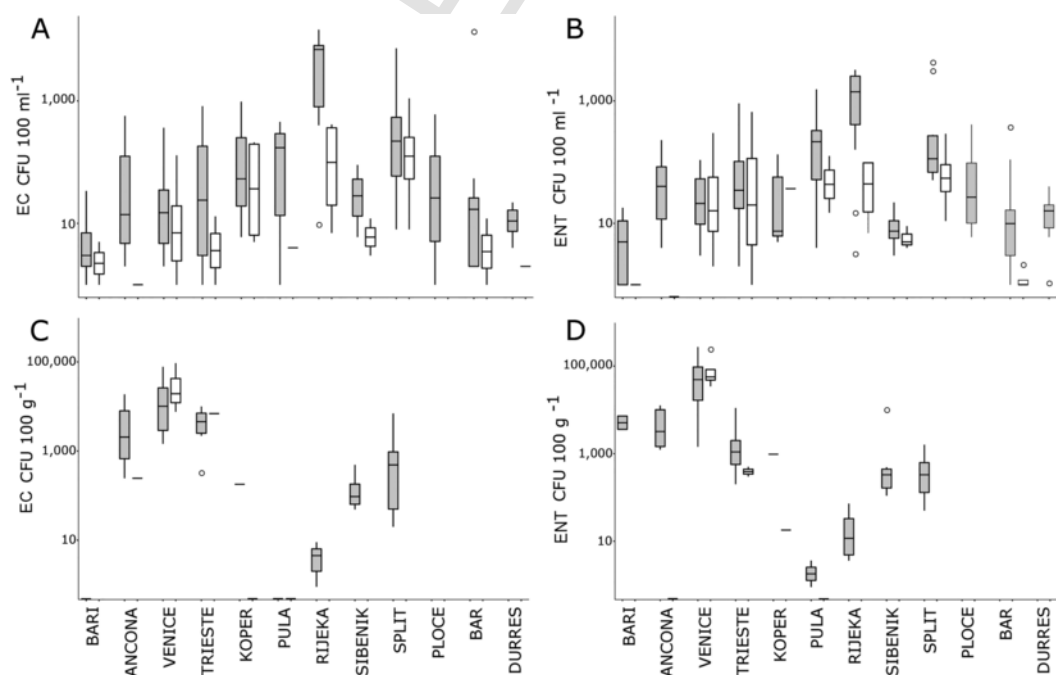 A
EC CFU 100 ml-1
1,000
10
B
ENT CFU 100 ml-1
1,000
10
C
EC CFU 100 g-1
100,000
1,000
10
BARI
ANCONA
VENICE
TRIESTE
KOPER
PULA
RIJEKA
SIBENIK
SPLIT
PLOCE
BAR
DURRES
D
ENT CFU 100 g -1
100,000
1,000
10
BARI
ANCONA
VENICE
TRIESTE
KOPER
PULA
RIJEKA
SIBENIK
SPLIT
PLOCE
BAR
DURRES